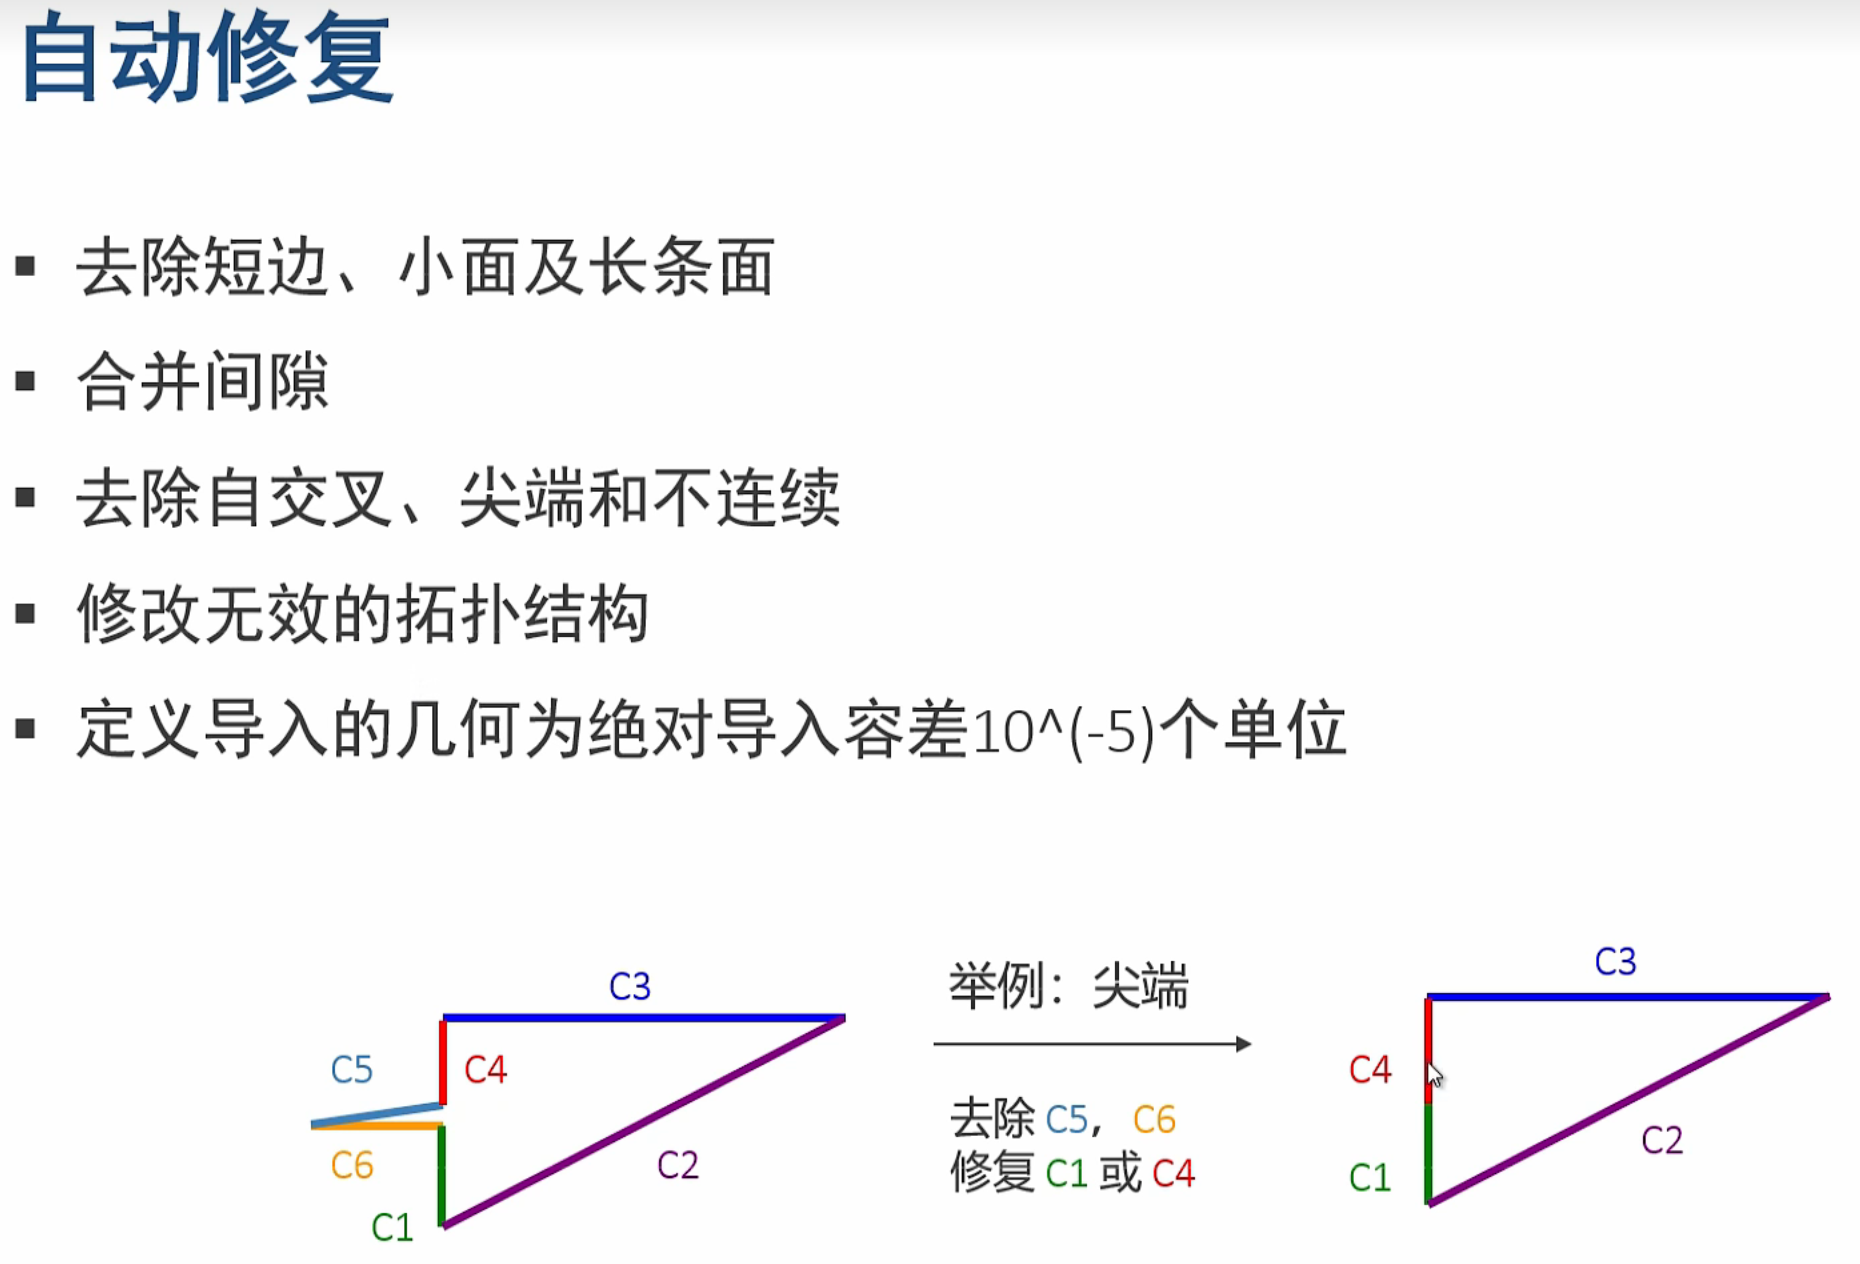 自动修复
▪ 去除短边、小面及长条面
▪ 合并间隙
▪ 去除自交叉、尖端和不连续
▪ 修改无效的拓扑结构
▪ 定义导入的几何为绝对导入容差10^(-5)个单位
C3
C5
C4
C6
C2
C1
举例：尖端
去除 C5， C6
修复 C1 或 C4
C3
C4
C2
C1